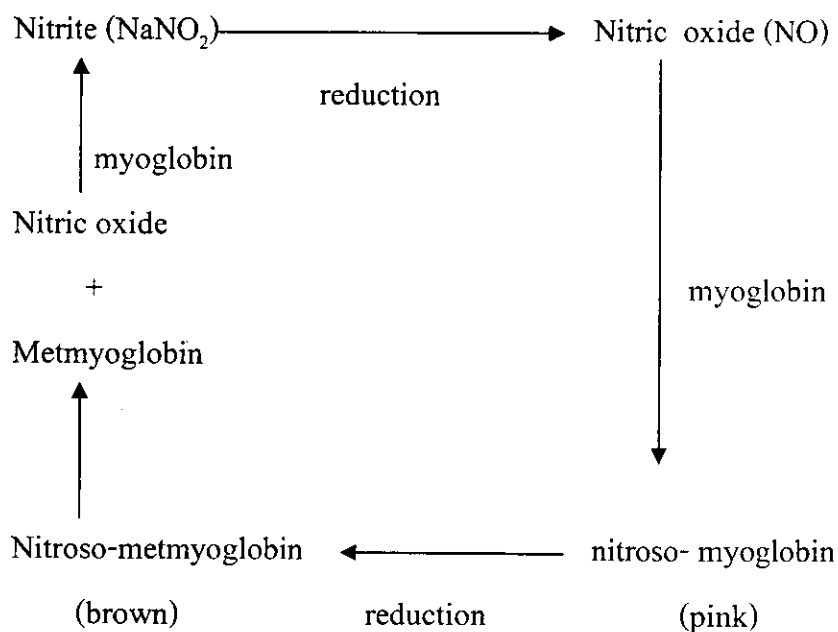 Nitrite (NaNO₂) Nitric oxide (NO)
reduction
myoglobin
Nitric oxide
+
myoglobin
Metmyoglobin
Nitroso-metmyoglobin nitroso- myoglobin
(brown) reduction (pink)